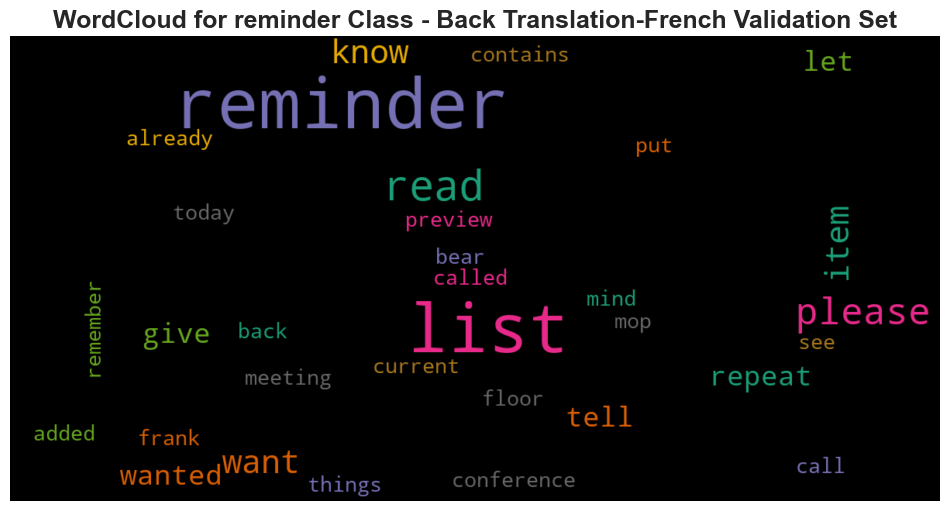 WordCloud for reminder Class - Back Translation-French Validation Set
know
contains
let
reminder
already
put
read
today
preview
item
bear
called
remember
mind
please
list
give
back
mop
see
current
meeting
repeat
floor
tell
added
frank
want
wanted
things
conference
call